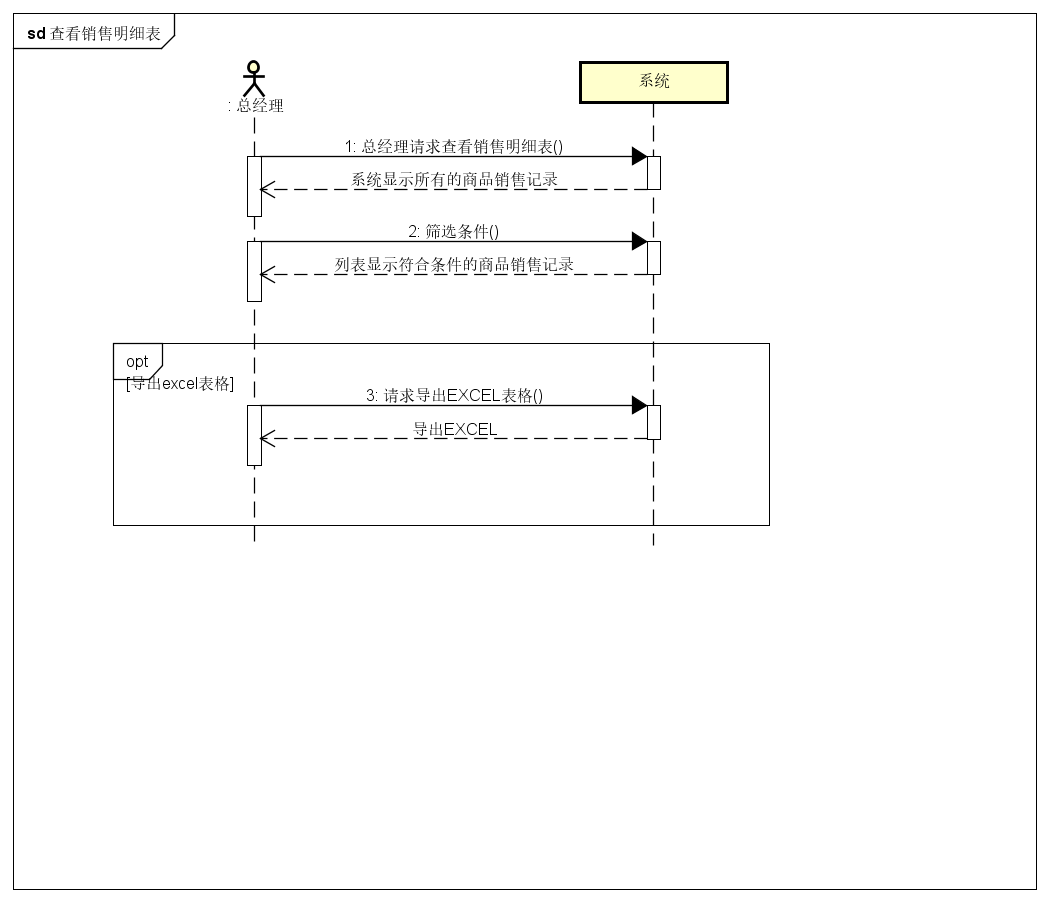 sd 查看销售明细表
: 总经理
系统
1: 总经理请求查看销售明细表()
系统显示所有的商品销售记录
2: 筛选条件()
列表显示符合条件的商品销售记录
opt
[导出excel表格]
3: 请求导出EXCEL表格()
导出EXCEL